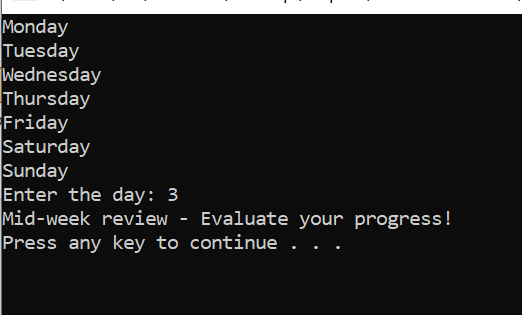 Monday
Tuesday
Wednesday
Thursday
Friday
Saturday
Sunday
Enter the day: 3
Mid-week review - Evaluate your progress!
Press any key to continue . . .